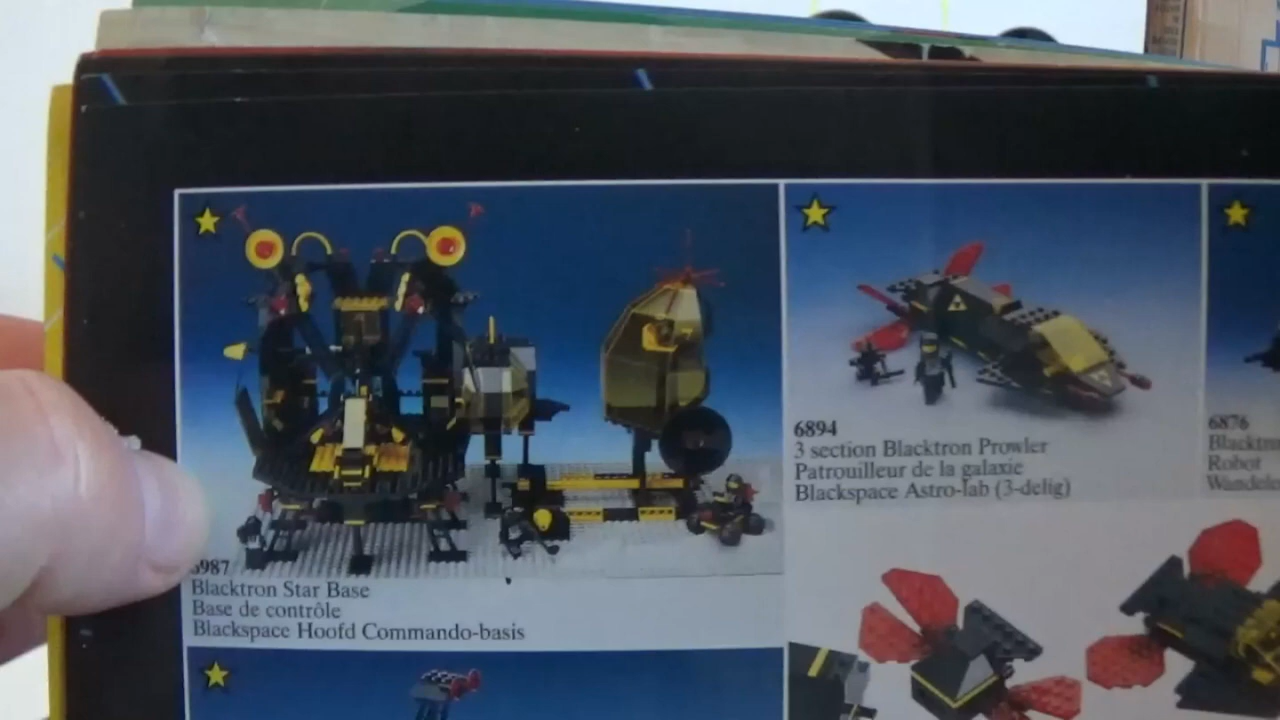 6987
Blacktron Star Base
Base de contrôle
Blackspace Hoofd Commando-basis
6894
3 section Blacktron Prowler
Patrouilleur de la galaxie
Blackspace Astro-lab (3-delig)
6876
Robot